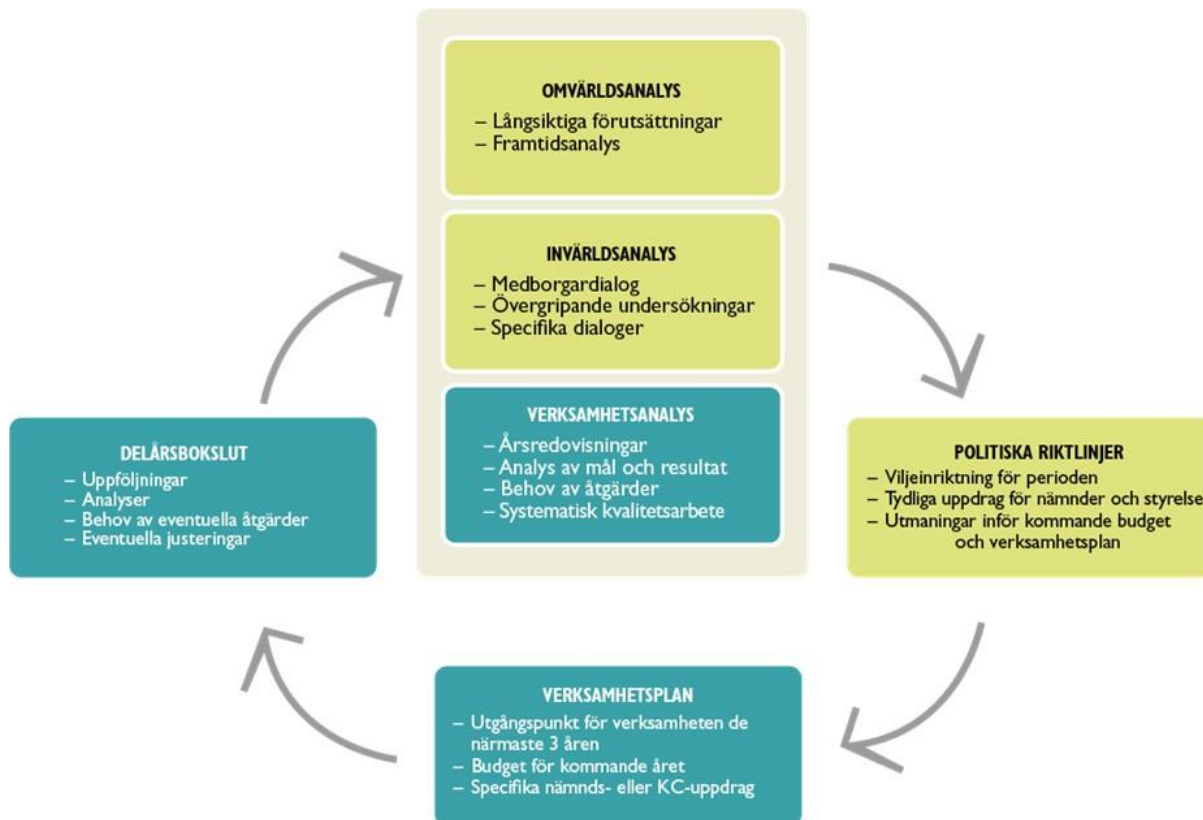 OMVÄRLDSANALYS
– Långsiktiga förutsättningar
– Framtidsanalys
INVÄRLDSANALYS
– Medborgardialog
– Övergripande undersökningar
– Specifika dialoger
VERKSAMHETSANALYS
– Årsredovisningar
– Analys av mål och resultat
– Behov av åtgärder
– Systematisk kvalitetsarbete
POLITISKA RIKTLINJER
– Viljeinriktning för perioden
– Tydliga uppdrag för nämnder och styrelse
– Utmaningar inför kommande budget
och verksamhetsplan
VERKSAMHETSPLAN
– Utgångspunkt för verksamheten de
närmaste 3 åren
– Budget för kommande året
– Specifika nämnds- eller KC-uppdrag
DELÅRSBOKSLUT
– Uppföljningar
– Analyser
– Behov av eventuella åtgärder
– Eventuella justeringar